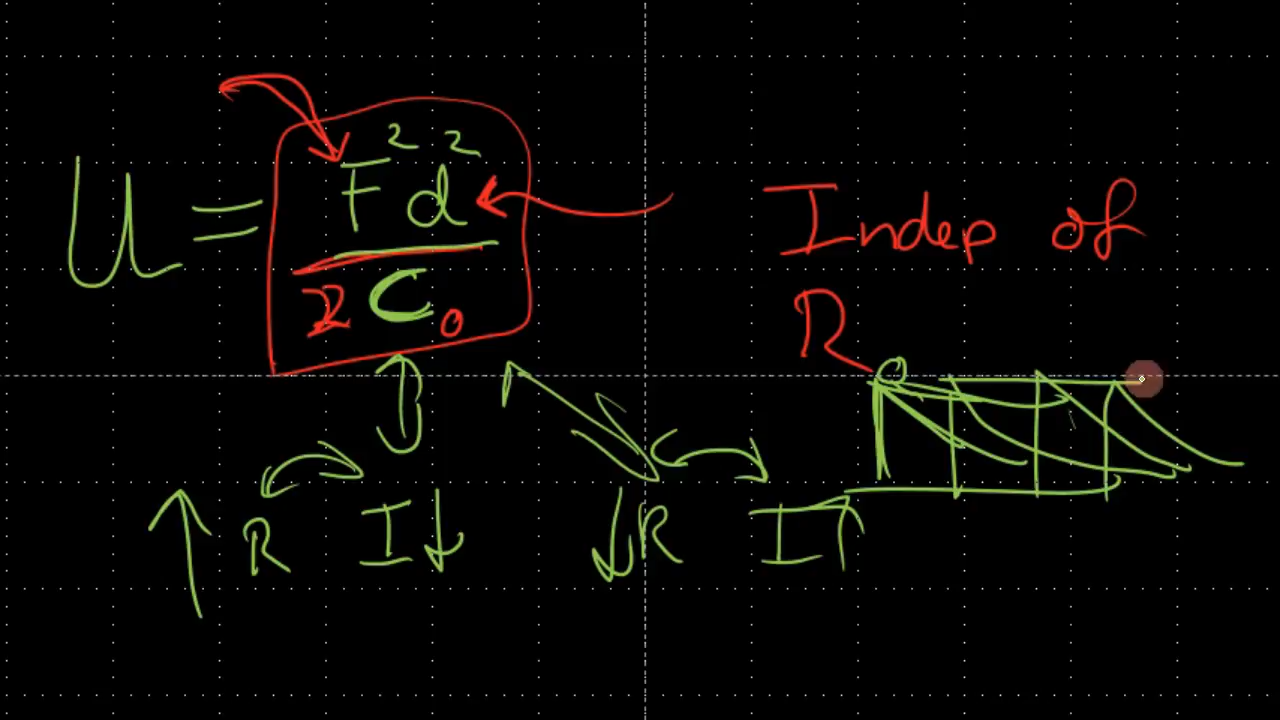 U = F²d² / 2C₀
Indep of
R
↑ R I ↓ ↓ R I ↑